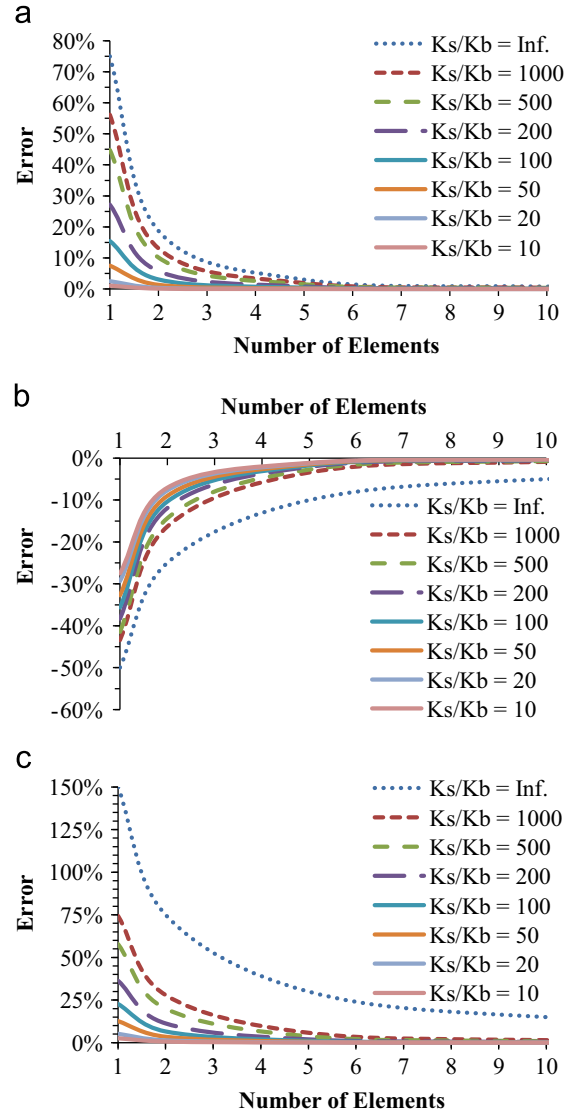 a
80%
70%
60%
50%
40%
30%
20%
10%
0%
Error
1 2 3 4 5 6 7 8 9 10
Number of Elements
Ks/Kb = Inf.
Ks/Kb = 1000
Ks/Kb = 500
Ks/Kb = 200
Ks/Kb = 100
Ks/Kb = 50
Ks/Kb = 20
Ks/Kb = 10
b
Number of Elements
1 2 3 4 5 6 7 8 9 10
0%
-10%
-20%
-30%
-40%
-50%
-60%
Error
Ks/Kb = Inf.
Ks/Kb = 1000
Ks/Kb = 500
Ks/Kb = 200
Ks/Kb = 100
Ks/Kb = 50
Ks/Kb = 20
Ks/Kb = 10
c
150%
125%
100%
75%
50%
25%
0%
Error
1 2 3 4 5 6 7 8 9 10
Number of Elements
Ks/Kb = Inf.
Ks/Kb = 1000
Ks/Kb = 500
Ks/Kb = 200
Ks/Kb = 100
Ks/Kb = 50
Ks/Kb = 20
Ks/Kb = 10